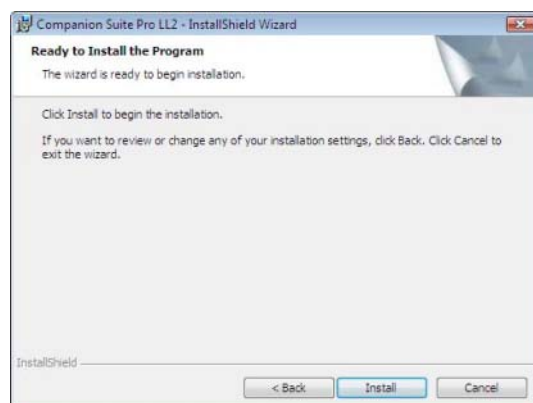 Companion Suite Pro LL2 - InstallShield Wizard
Ready to Install the Program
The wizard is ready to begin installation.
Click Install to begin the installation.
If you want to review or change any of your installation settings, click Back. Click Cancel to
exit the wizard.
InstallShield
< Back Install Cancel